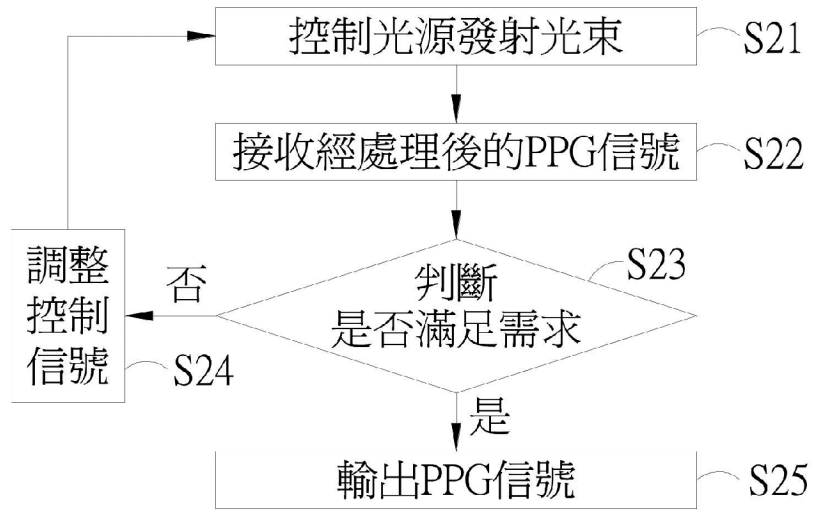 控制光源發射光束
S21
接收經處理後的PPG信號
S22
判斷
是否滿足需求
S23
否
調整
控制
信號
S24
是
輸出PPG信號
S25